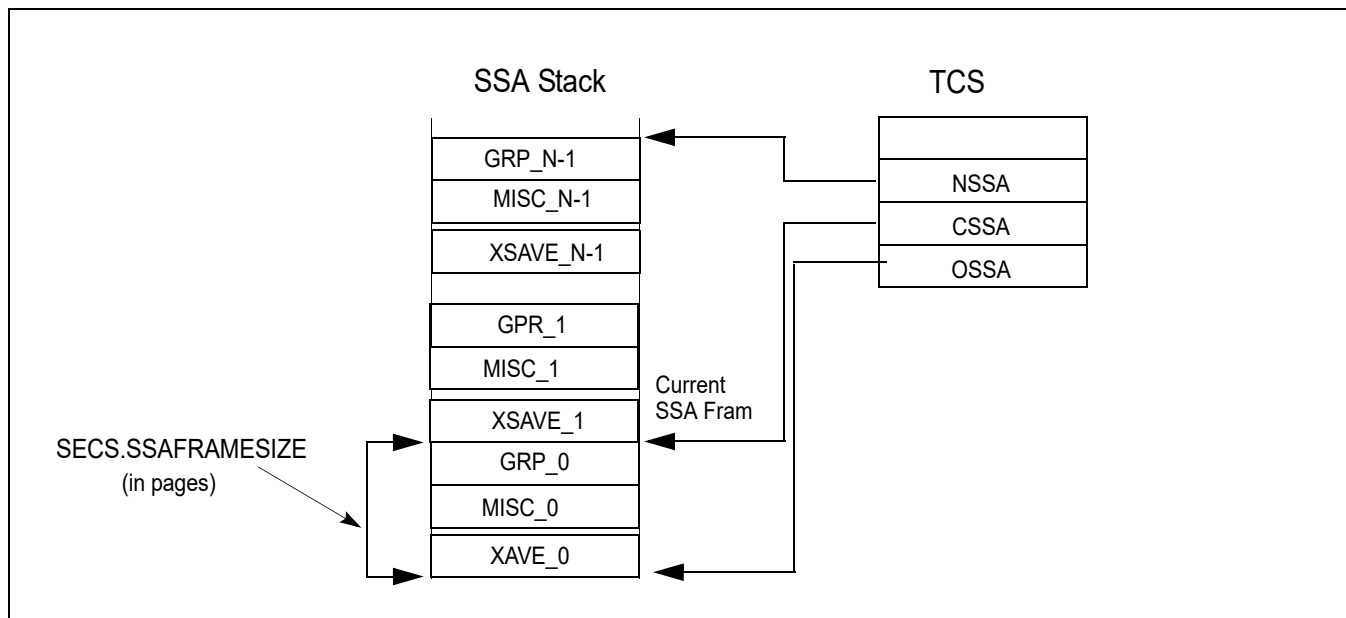 SSA Stack
TCS
GRP_N-1
MISC_N-1
XSAVE_N-1
GPR_1
MISC_1
XSAVE_1
GRP_0
MISC_0
XAVE_0
NSSA
CSSA
OSSA
Current
SSA Fram
SECS.SSAFRAMESIZE
(in pages)